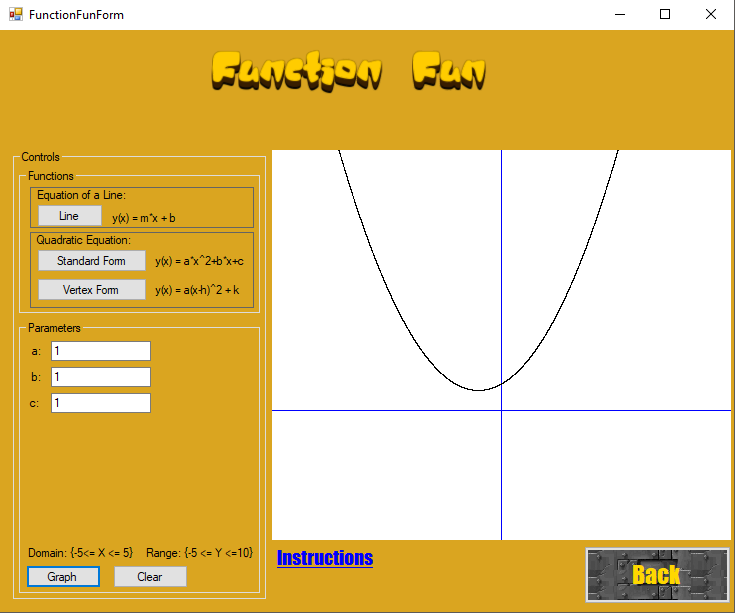 FunctionFunForm
Function Fun
Controls
Functions
Equation of a Line:
Line y(x) = m*x + b
Quadratic Equation:
Standard Form y(x) = a*x^2+b*x+c
Vertex Form y(x) = a(x-h)^2 + k
Parameters
a: 1
b: 1
c: 1
Domain: {-5<= X <= 5} Range: {-5 <= Y <=10}
Graph Clear
Instructions
Back